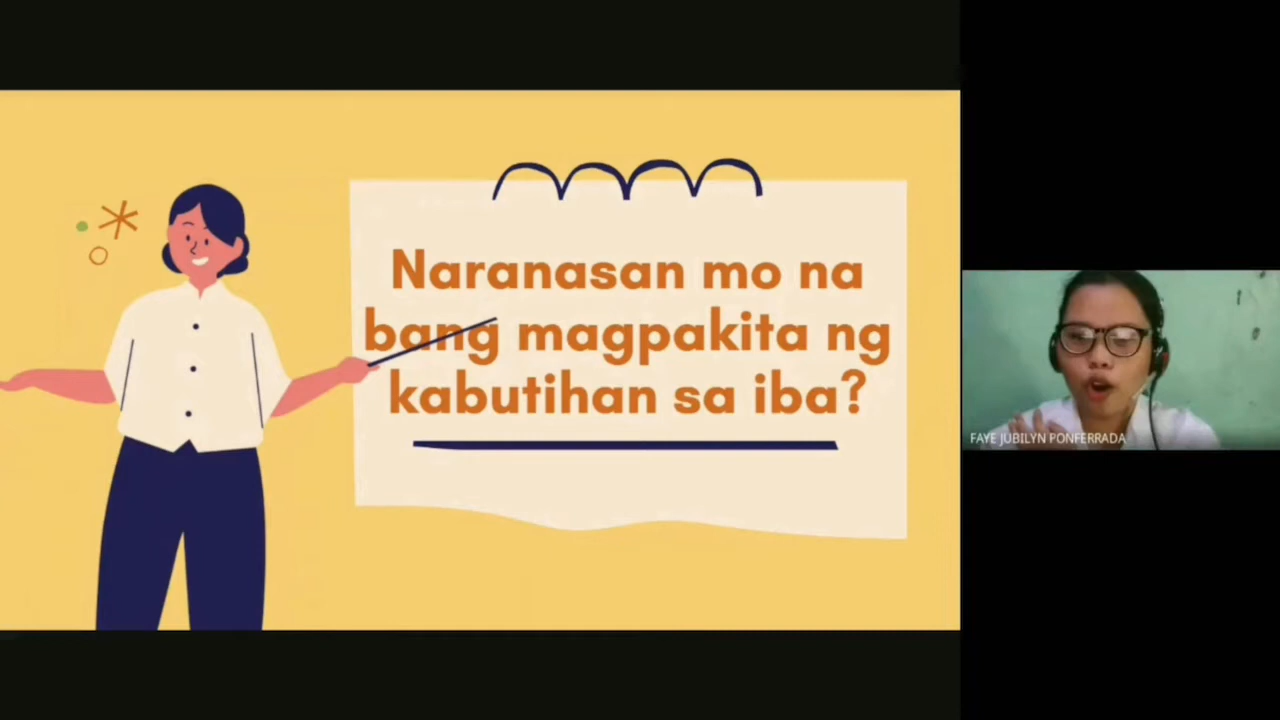 Naranasan mo na
bang magpakita ng
kabutihan sa iba?
FAYE JUBILYN PONFERRADA